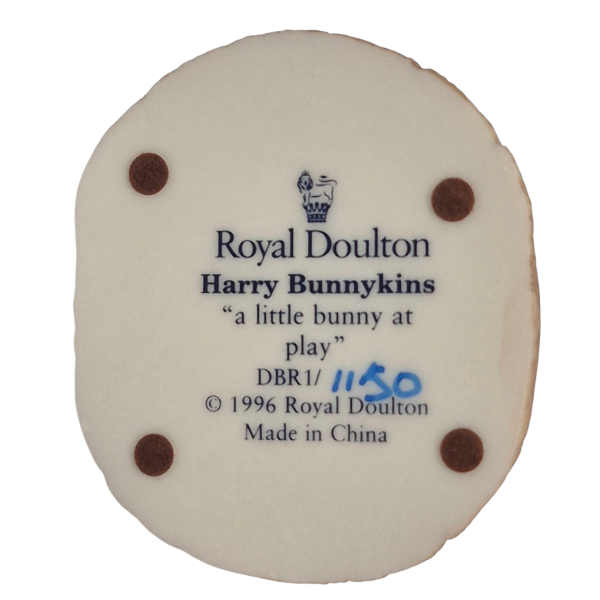 Royal Doulton
Harry Bunnykins
“a little bunny at
play”
DBR1/ 1150
© 1996 Royal Doulton
Made in China